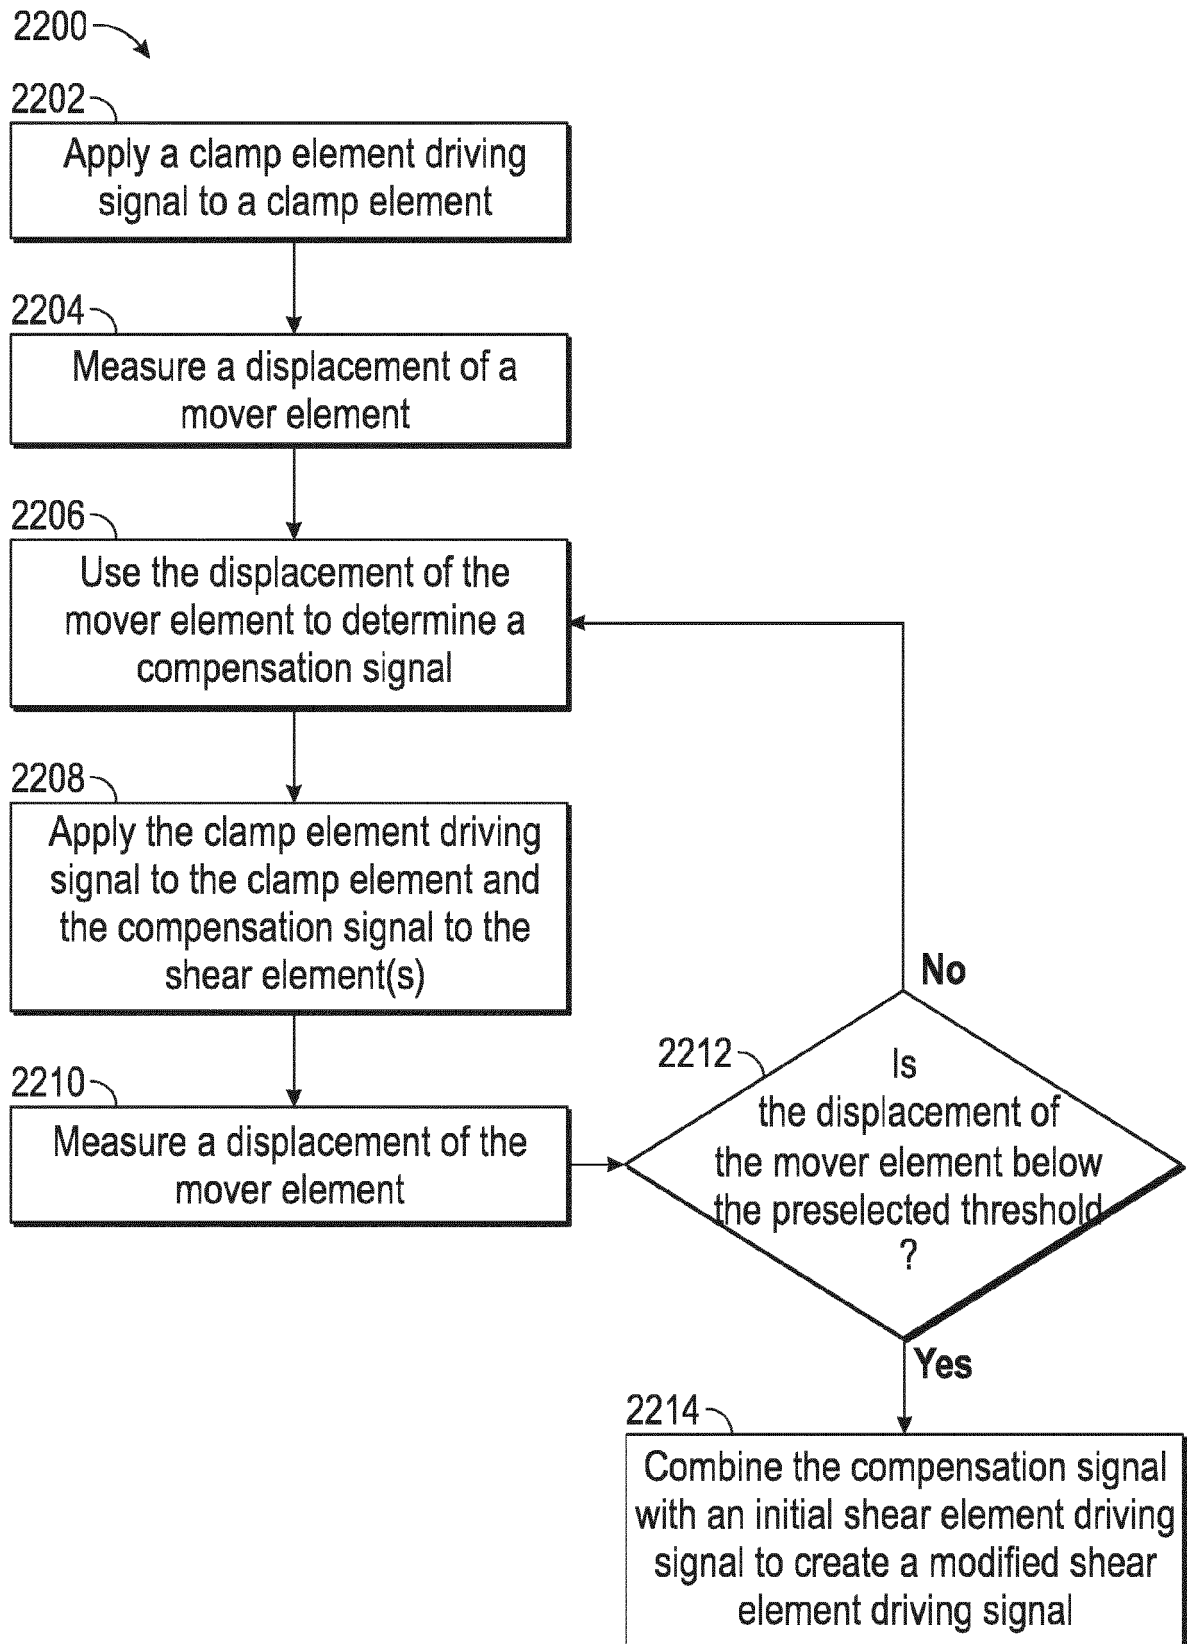 2200
2202
Apply a clamp element driving
signal to a clamp element
2204
Measure a displacement of a
mover element
2206
Use the displacement of the
mover element to determine a
compensation signal
2208
Apply the clamp element driving
signal to the clamp element and
the compensation signal to the
shear element(s)
2210
Measure a displacement of the
mover element
No
2212
Is
the displacement of
the mover element below
the preselected threshold
?
Yes
2214
Combine the compensation signal
with an initial shear element driving
signal to create a modified shear
element driving signal